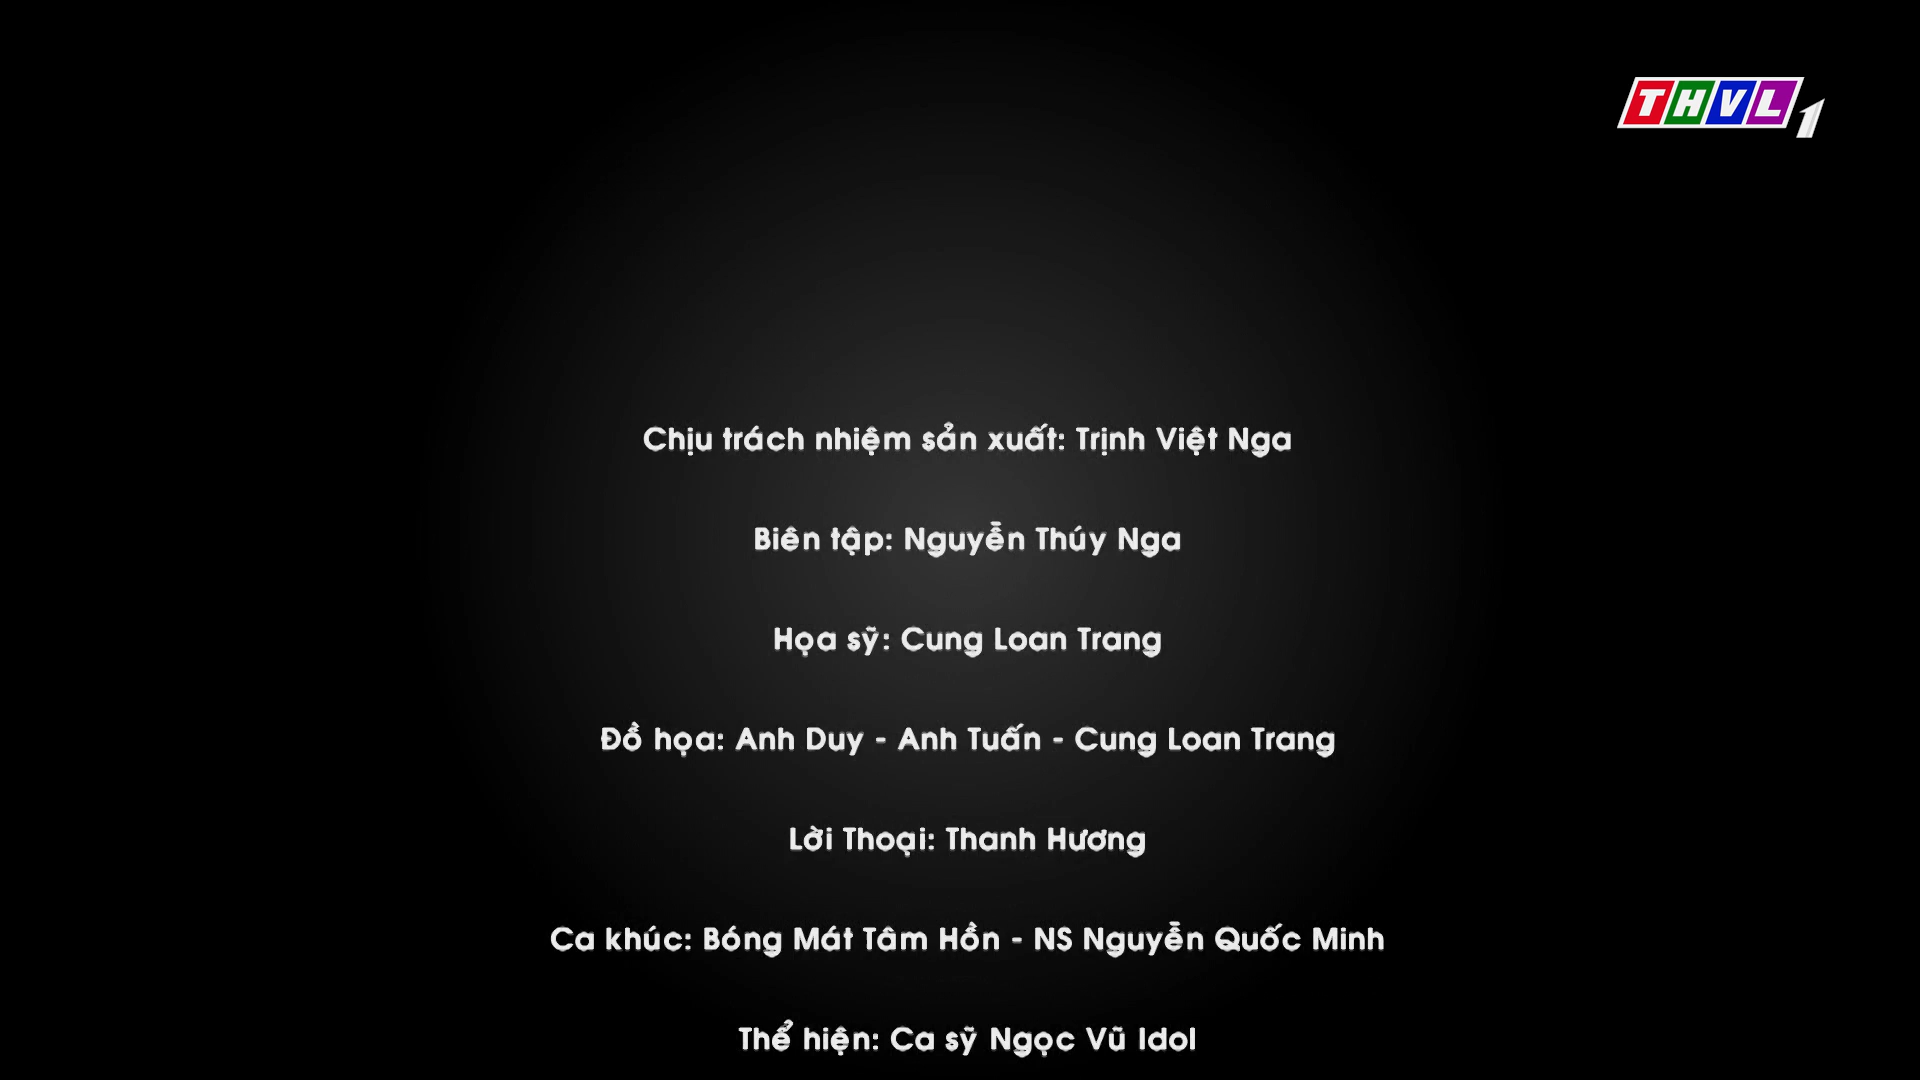 THVL1
Chịu trách nhiệm sản xuất: Trịnh Việt Nga
Biên tập: Nguyễn Thúy Nga
Họa sỹ: Cung Loan Trang
Đồ họa: Anh Duy - Anh Tuấn - Cung Loan Trang
Lời Thoại: Thanh Hương
Ca khúc: Bóng Mát Tâm Hồn - NS Nguyễn Quốc Minh
Thể hiện: Ca sỹ Ngọc Vũ Idol